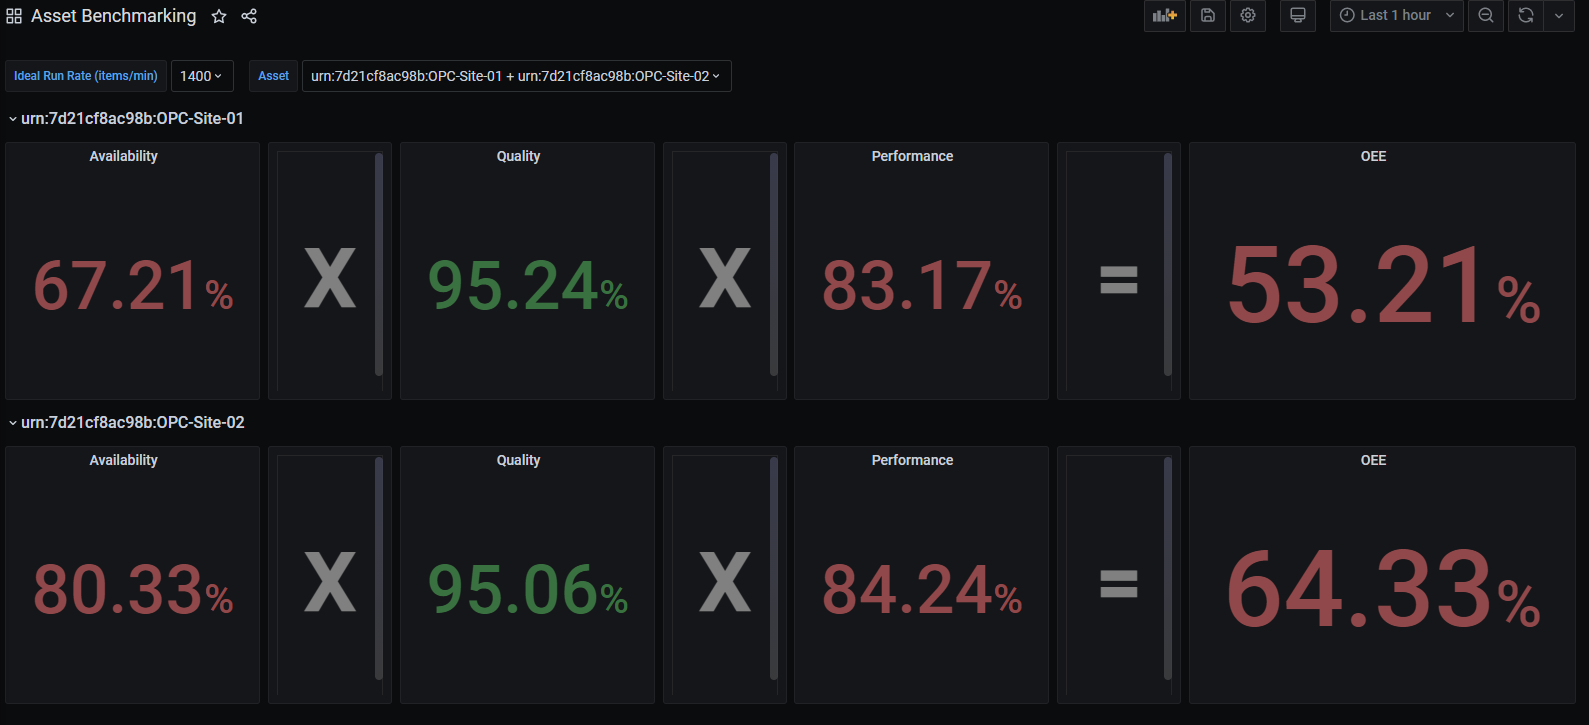 Asset Benchmarking
Last 1 hour
Ideal Run Rate (items/min) 1400 Asset urn:7d21cf8ac98b:OPC-Site-01 + urn:7d21cf8ac98b:OPC-Site-02
urn:7d21cf8ac98b:OPC-Site-01
Availability Quality Performance OEE
67.21% X 95.24% X 83.17% = 53.21%
urn:7d21cf8ac98b:OPC-Site-02
Availability Quality Performance OEE
80.33% X 95.06% X 84.24% = 64.33%